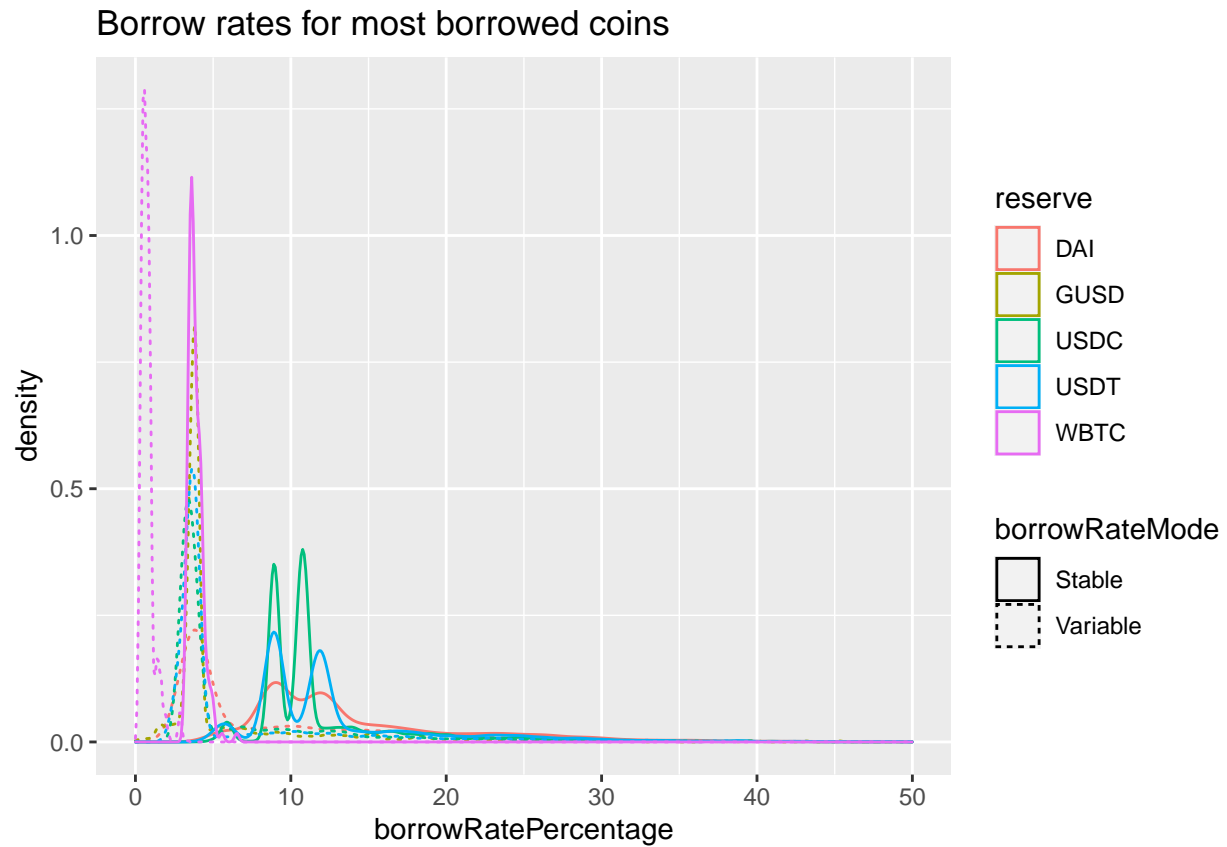 Borrow rates for most borrowed coins
density
1.0
0.5
0.0
0 10 20 30 40 50
borrowRatePercentage
reserve
DAI
GUSD
USDC
USDT
WBTC
borrowRateMode
Stable
Variable